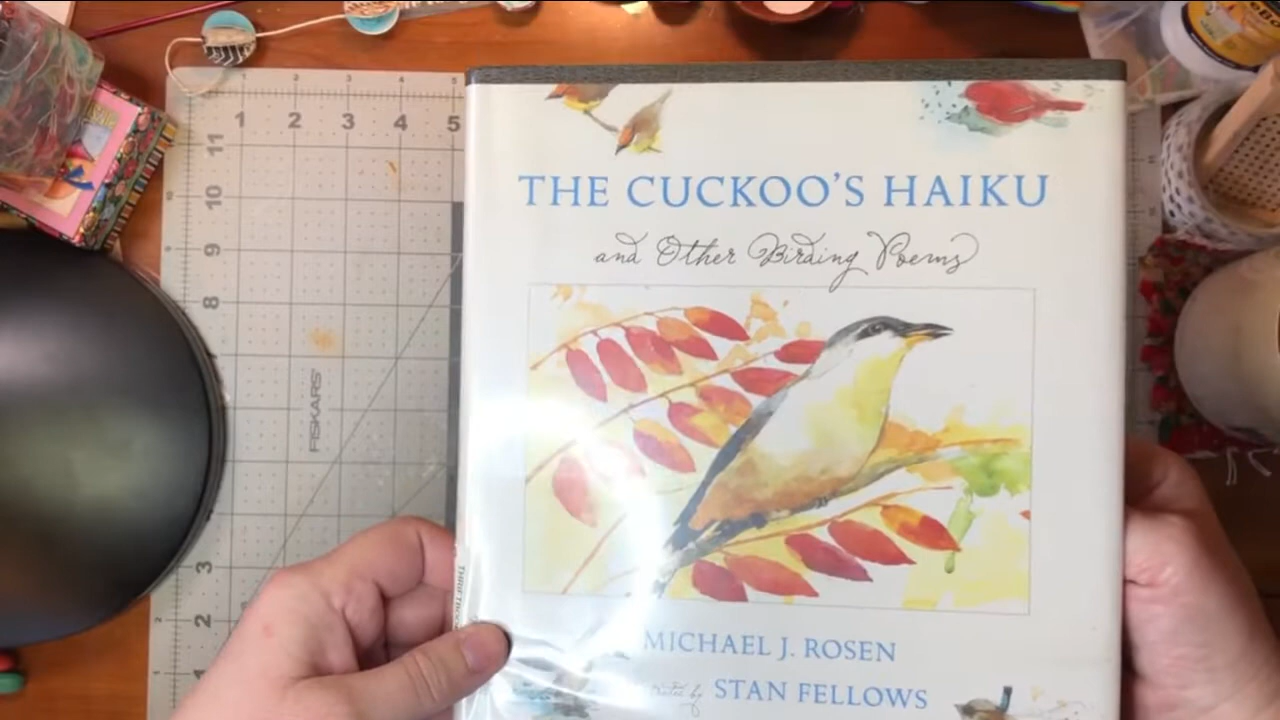 THE CUCKOO'S HAIKU
and Other Birding Poems
MICHAEL J. ROSEN
STAN FELLOWS
FISKARS
1 2 3 4 5
11
10
9
8
3
2
1